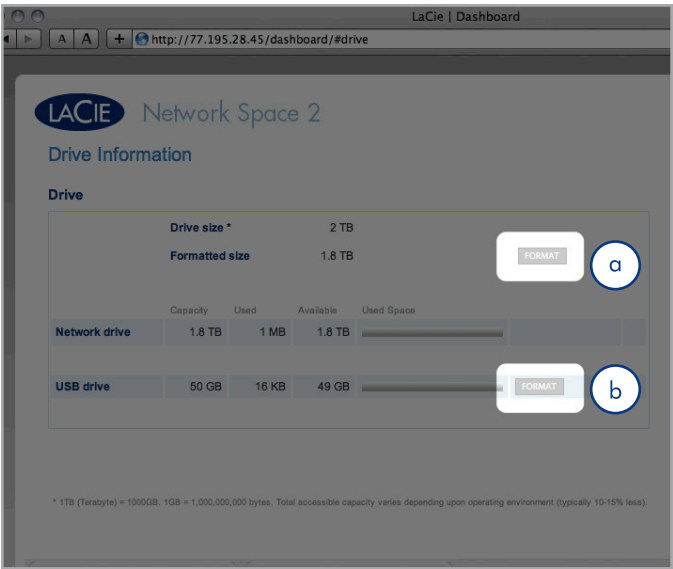 LaCie | Dashboard
A A + http://77.195.28.45/dashboard/#drive
LACIE Network Space 2
Drive Information
Drive
Drive size * 2 TB
Formatted size 1.8 TB FORMAT a
Capacity Used Available Used Space
Network drive 1.8 TB 1 MB 1.8 TB
USB drive 50 GB 16 KB 49 GB FORMAT b
* 1TB (Terabyte) = 1000GB. 1GB = 1,000,000,000 bytes. Total accessible capacity varies depending upon operating environment (typically 10-15% less).